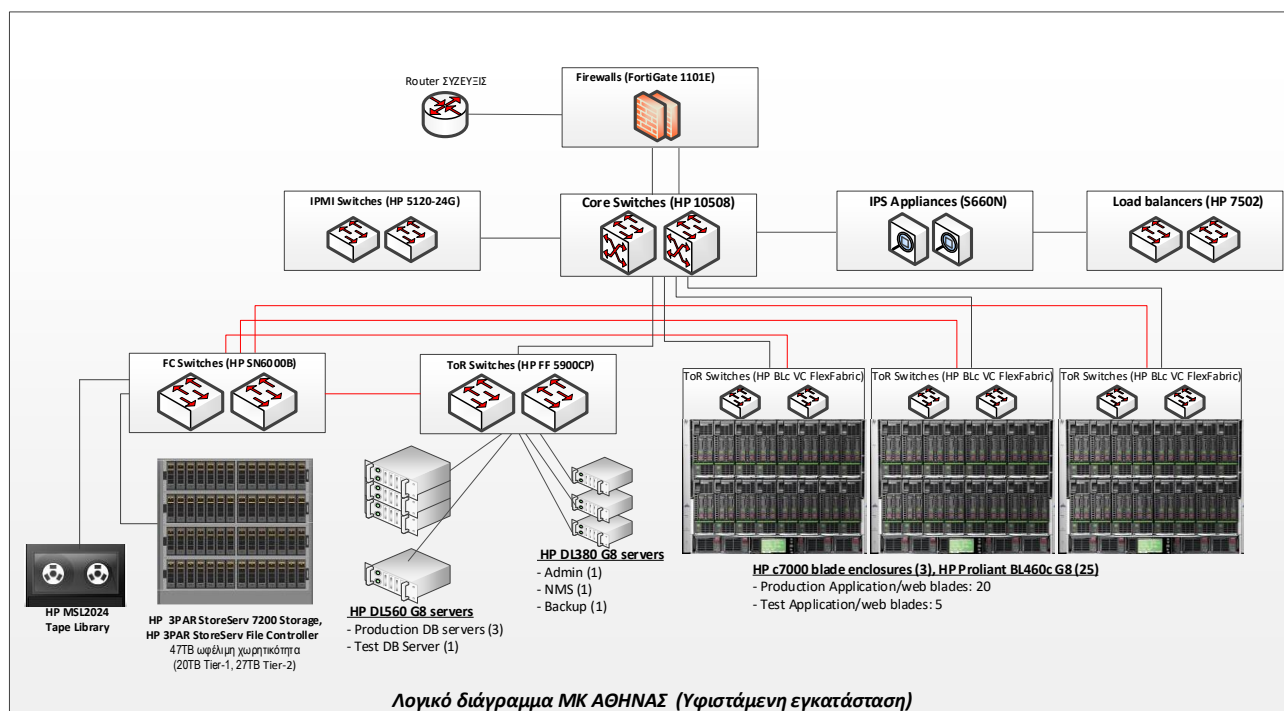 Firewalls (FortiGate 1101E)
Router ΣΥΖΕΥΞΙΣ
IPMI Switches (HP 5120-24G)
Core Switches (HP 10508)
IPS Appliances (S660N)
Load balancers (HP 7502)
FC Switches (HP SN6000B)
ToR Switches (HP FF 5900CP)
ToR Switches (HP BLc VC FlexFabric)
ToR Switches (HP BLc VC FlexFabric)
ToR Switches (HP BLc VC FlexFabric)
HP MSL2024
Tape Library
HP 3PAR StoreServ 7200 Storage,
HP 3PAR StoreServ File Controller
47TB ωφέλιμη χωρητικότητα
(20TB Tier-1, 27TB Tier-2)
HP DL560 G8 servers
- Production DB servers (3)
- Test DB Server (1)
HP DL380 G8 servers
- Admin (1)
- NMS (1)
- Backup (1)
HP c7000 blade enclosures (3), HP Proliant BL460c G8 (25)
- Production Application/web blades: 20
- Test Application/web blades: 5
Λογικό διάγραμμα ΜΚ ΑΘΗΝΑΣ (Υφιστάμενη εγκατάσταση)